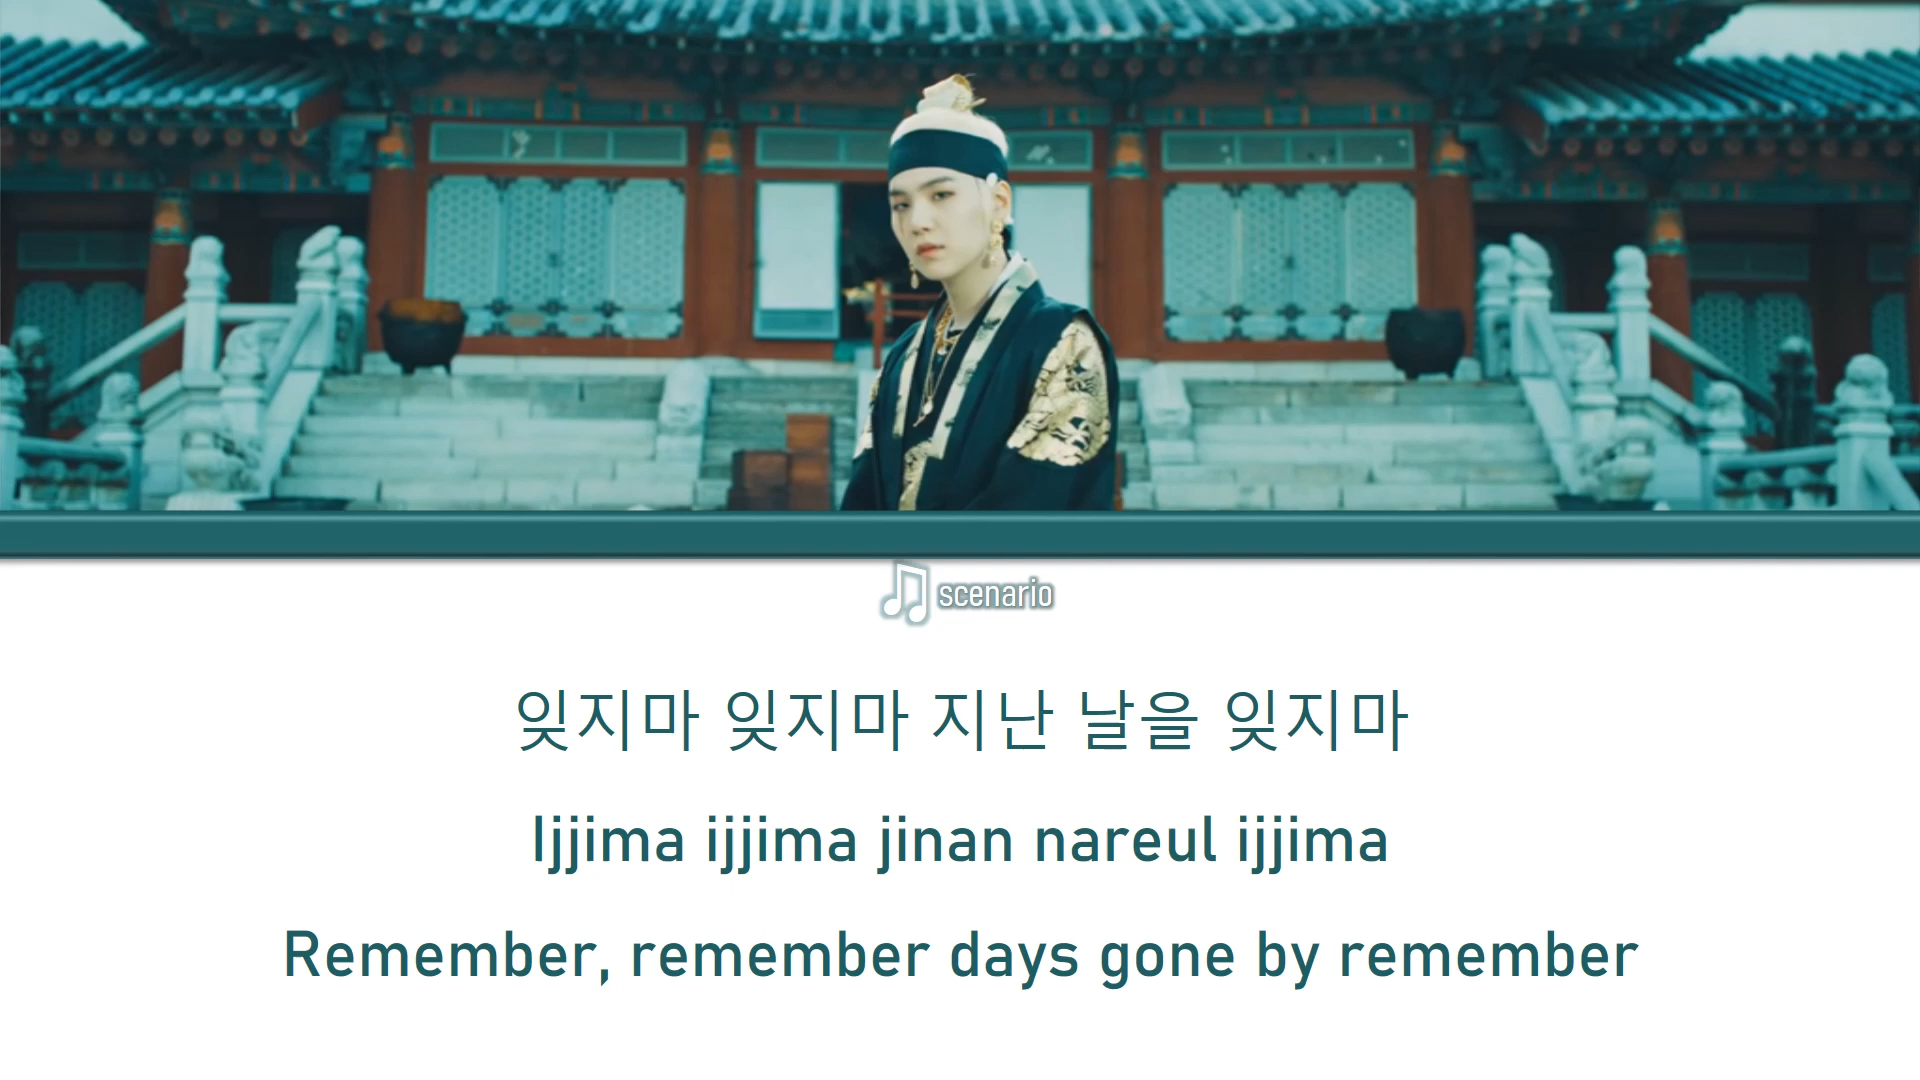 scenario
잊지마 잊지마 지난 날을 잊지마
Ijjima ijjima jinan nareul ijjima
Remember, remember days gone by remember